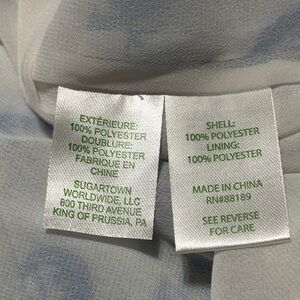 EXTÉRIEURE:
100% POLYESTER
DOUBLURE:
100% POLYESTER
FABRIQUE EN
CHINE
SUGARTOWN
WORLDWIDE, LLC
800 THIRD AVENUE
KING OF PRUSSIA, PA
SHELL:
100% POLYESTER
LINING:
100% POLYESTER
MADE IN CHINA
RN#88189
SEE REVERSE
FOR CARE